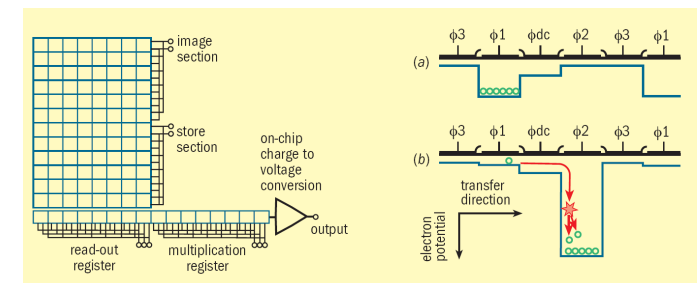 image
section
store
section
on-chip
charge to
voltage
conversion
output
read-out
register
multiplication
register
(a)
ϕ3 ϕ1 ϕdc ϕ2 ϕ3 ϕ1
(b)
ϕ3 ϕ1 ϕdc ϕ2 ϕ3 ϕ1
transfer
direction
electron
potential